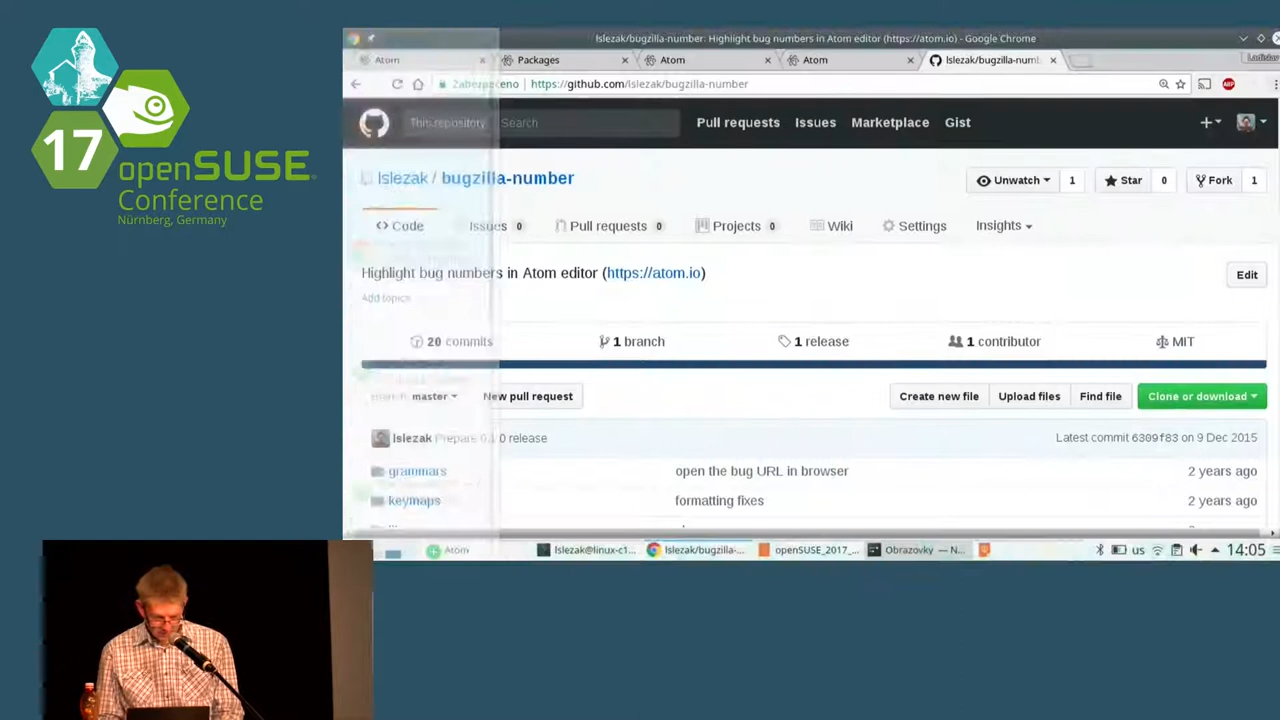 17
openSUSE
Conference
Nürnberg, Germany
lslezak/bugzilla-number: Highlight bug numbers in Atom editor (https://atom.io) - Google Chrome
Atom
Packages
Atom
Atom
lslezak/bugzilla-numb
Ladislav
Zabezpečeno
https://github.com/lslezak/bugzilla-number
ABP
This repository
Search
Pull requests
Issues
Marketplace
Gist
lslezak / bugzilla-number
Unwatch
1
Star
0
Fork
1
Code
Issues 0
Pull requests 0
Projects 0
Wiki
Settings
Insights
Highlight bug numbers in Atom editor (https://atom.io)
Edit
Add topics
20 commits
1 branch
1 release
1 contributor
MIT
master
New pull request
Create new file
Upload files
Find file
Clone or download
lslezak Prepare 0.1.0 release
Latest commit 6309f83 on 9 Dec 2015
grammars
open the bug URL in browser
2 years ago
keymaps
formatting fixes
2 years ago
Atom
lslezak@linux-c1...
lslezak/bugzilla-...
openSUSE_2017_...
Obrazovky — N...
us
14:05